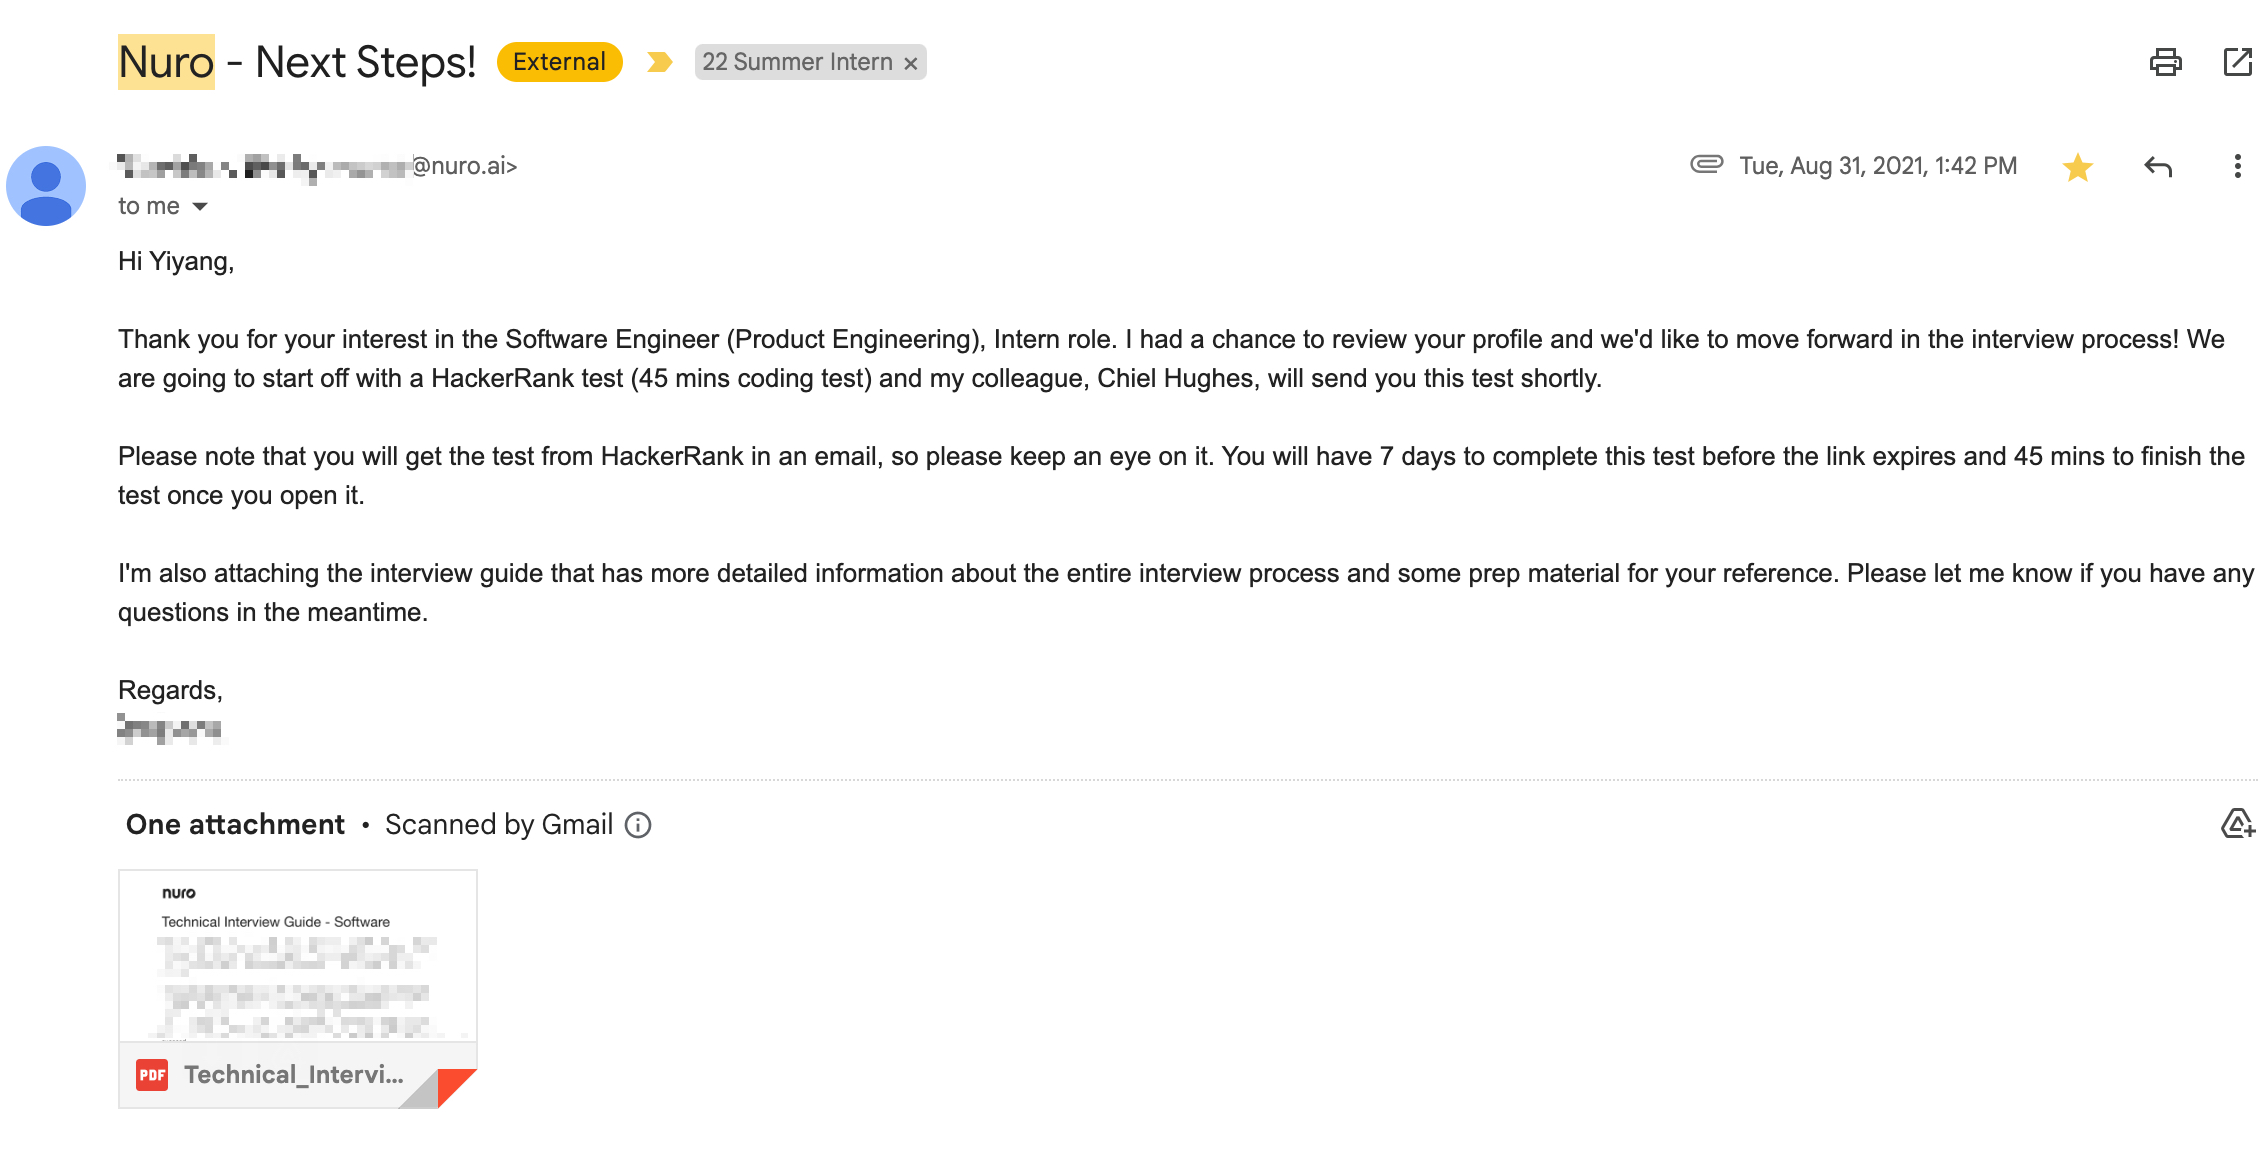 Nuro - Next Steps! External 22 Summer Intern ×
@nuro.ai> Tue, Aug 31, 2021, 1:42 PM
to me
Hi Yiyang,
Thank you for your interest in the Software Engineer (Product Engineering), Intern role. I had a chance to review your profile and we'd like to move forward in the interview process! We
are going to start off with a HackerRank test (45 mins coding test) and my colleague, Chiel Hughes, will send you this test shortly.
Please note that you will get the test from HackerRank in an email, so please keep an eye on it. You will have 7 days to complete this test before the link expires and 45 mins to finish the
test once you open it.
I'm also attaching the interview guide that has more detailed information about the entire interview process and some prep material for your reference. Please let me know if you have any
questions in the meantime.
Regards,
One attachment • Scanned by Gmail
nuro
Technical Interview Guide - Software
PDF Technical_Intervi...